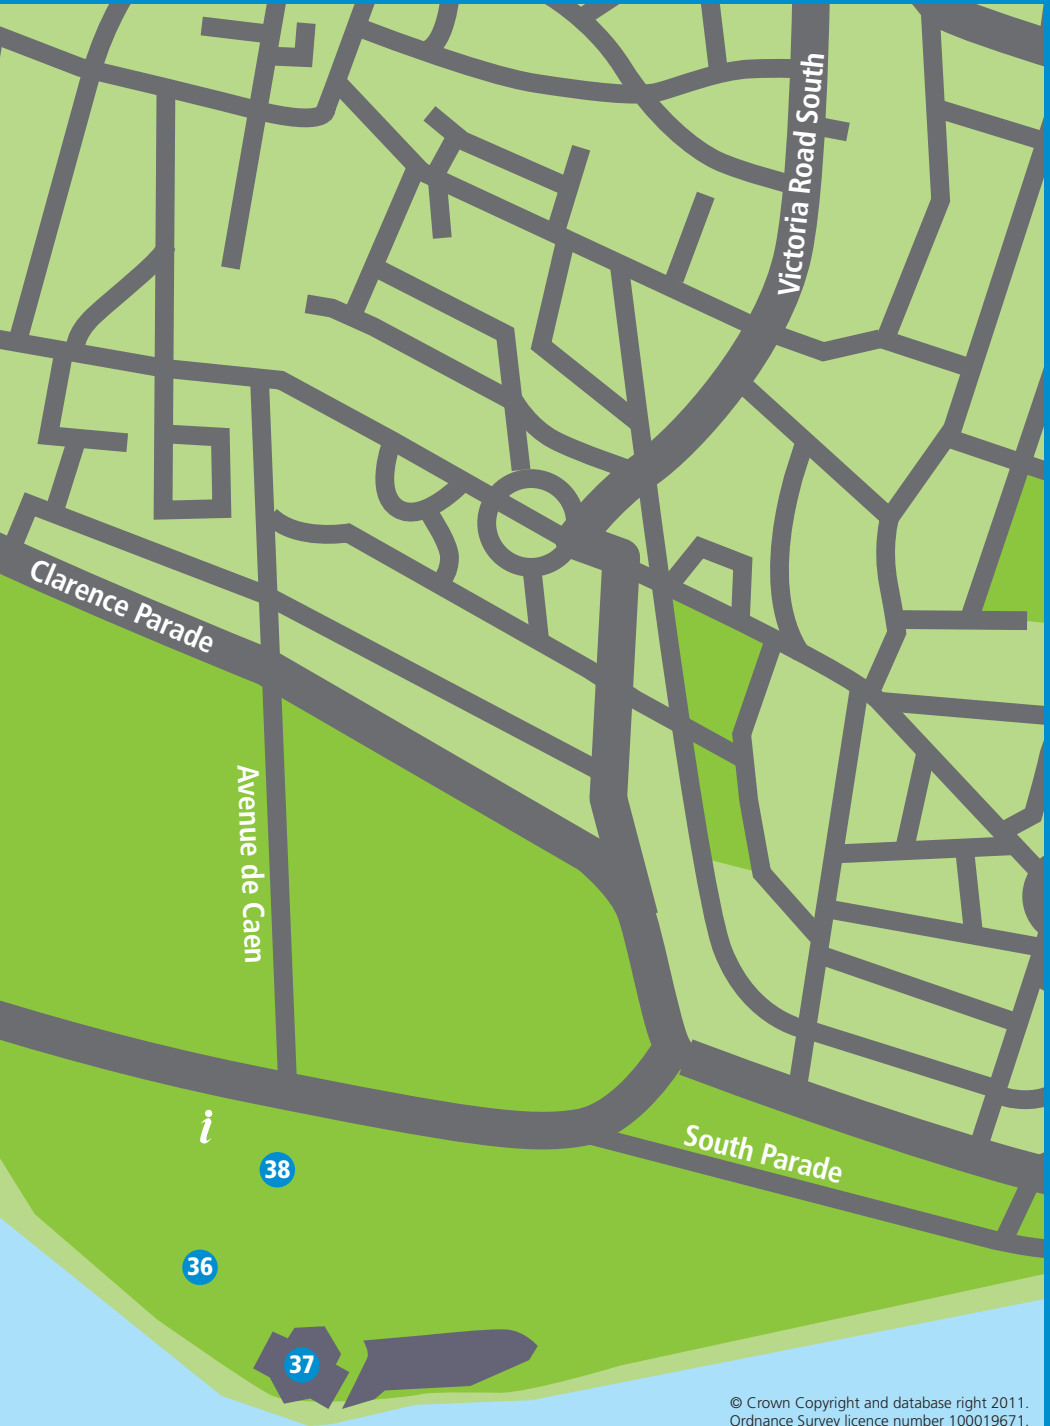 Victoria Road South
Clarence Parade
Avenue de Caen
i
38
South Parade
36
37
© Crown Copyright and database right 2011.
Ordnance Survey licence number 100019671.